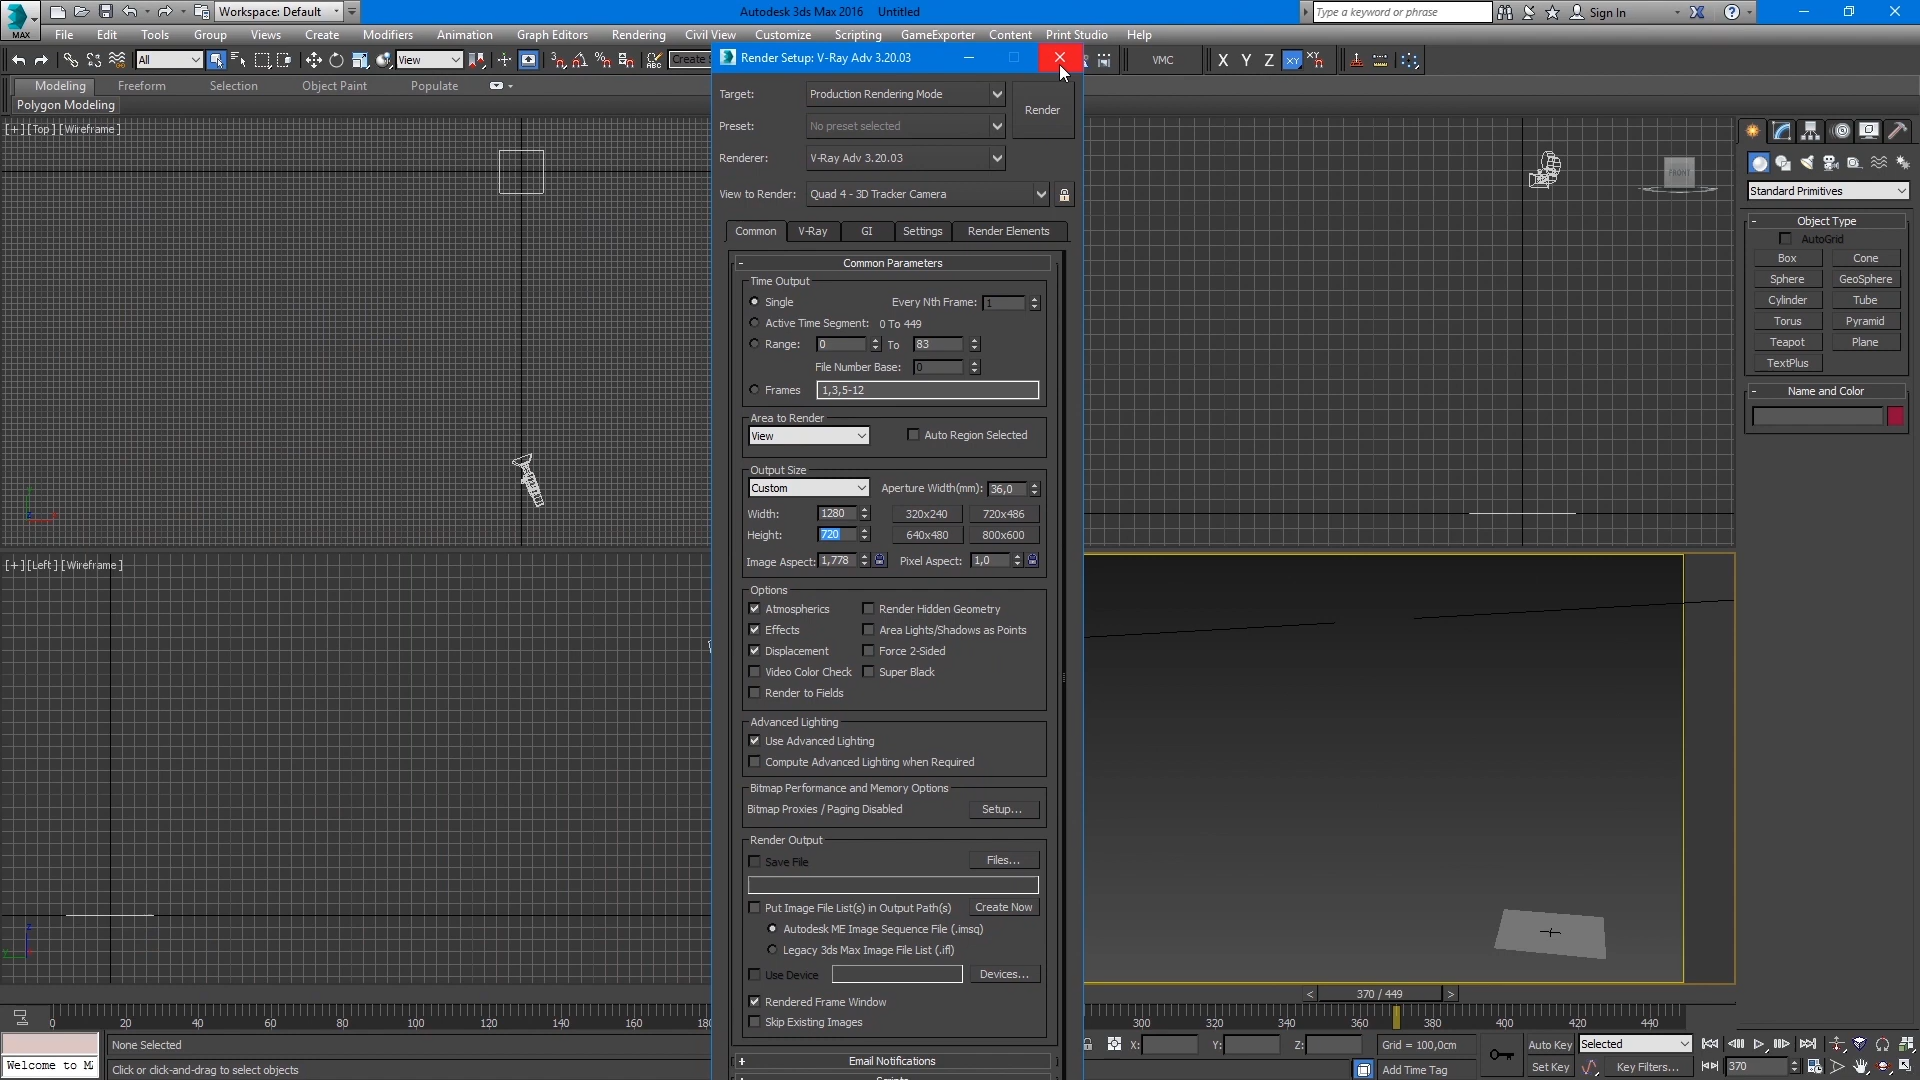 MAX
Workspace: Default
Autodesk 3ds Max 2016 Untitled
Type a keyword or phrase
Sign In
File Edit Tools Group Views Create Modifiers Animation Graph Editors Rendering Civil View Customize Scripting GameExporter Content Print Studio Help
All
View
Create S
VMC
X Y Z XY XY
Modeling Freeform Selection Object Paint Populate
Polygon Modeling
[+] [Top] [Wireframe]
[+] [Left] [Wireframe]
Render Setup: V-Ray Adv 3.20.03
Target: Production Rendering Mode
Render
Preset: No preset selected
Renderer: V-Ray Adv 3.20.03
View to Render: Quad 4 - 3D Tracker Camera
Common V-Ray GI Settings Render Elements
- Common Parameters
Time Output
Single Every Nth Frame: 1
Active Time Segment: 0 To 449
Range: 0 To 83
File Number Base: 0
Frames 1,3,5-12
Area to Render
View Auto Region Selected
Output Size
Custom Aperture Width(mm): 36,0
Width: 1280 320x240 720x486
Height: 720 640x480 800x600
Image Aspect: 1,778 Pixel Aspect: 1,0
Options
Atmospherics Render Hidden Geometry
Effects Area Lights/Shadows as Points
Displacement Force 2-Sided
Video Color Check Super Black
Render to Fields
Advanced Lighting
Use Advanced Lighting
Compute Advanced Lighting when Required
Bitmap Performance and Memory Options
Bitmap Proxies / Paging Disabled Setup...
Render Output
Save File Files...
Put Image File List(s) in Output Path(s) Create Now
Autodesk ME Image Sequence File (.imsq)
Legacy 3ds Max Image File List (.ifl)
Use Device Devices...
Rendered Frame Window
Skip Existing Images
+ Email Notifications
FRONT
Standard Primitives
- Object Type
AutoGrid
Box Cone
Sphere GeoSphere
Cylinder Tube
Torus Pyramid
Teapot Plane
TextPlus
- Name and Color
< 370 / 449 >
0 20 40 60 80 100 120 140 160 180 300 320 340 360 380 400 420 440
None Selected
X: Y: Z: Grid = 100,0cm Auto Key Selected
Welcome to M
Click or click-and-drag to select objects
Add Time Tag Set Key Key Filters... 370